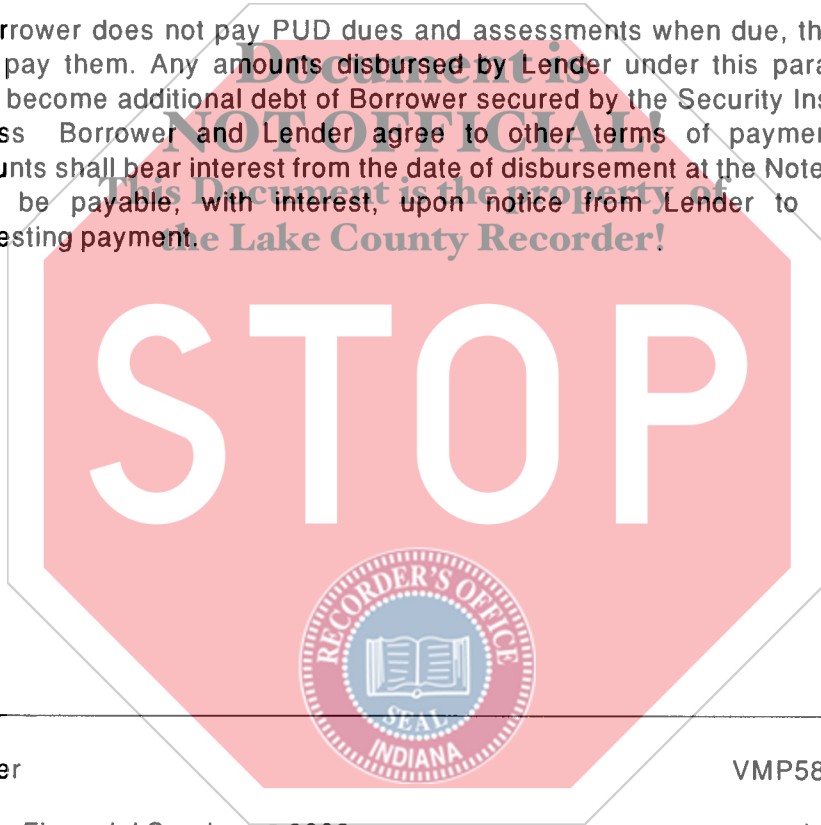 rrower does not pay PUD dues and assessments when due, th
pay them. Any amounts disbursed by Lender under this para
become additional debt of Borrower secured by the Security Ins
ss Borrower and Lender agree to other terms of paymen
unts shall bear interest from the date of disbursement at the Note
be payable, with interest, upon notice from Lender to
esting payment.
Document is
NOT OFFICIAL!
This Document is the property of
the Lake County Recorder!
STOP
RECORDER'S OFFICE
SEAL
INDIANA
er
VMP58